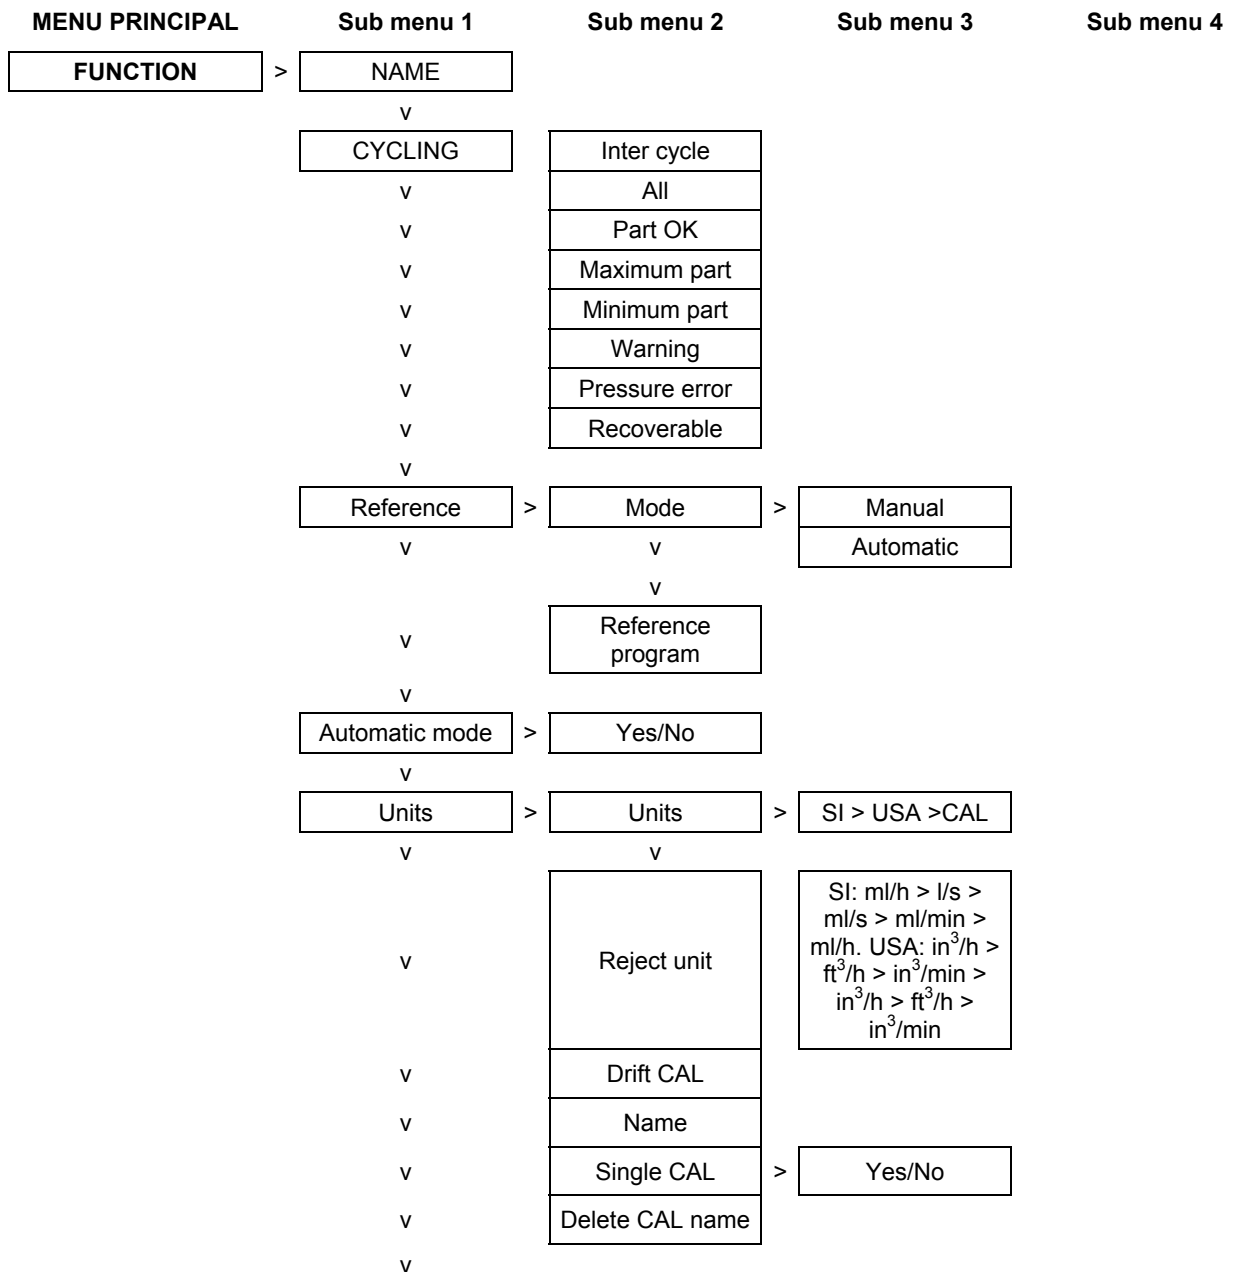 MENU PRINCIPAL Sub menu 1 Sub menu 2 Sub menu 3 Sub menu 4
FUNCTION > NAME
v
CYCLING Inter cycle
v All
v Part OK
v Maximum part
v Minimum part
v Warning
v Pressure error
v Recoverable
v
Reference > Mode > Manual
v v Automatic
v
Reference
v
program
v
Automatic mode > Yes/No
v
Units > Units > SI > USA >CAL
v v
SI: ml/h > l/s >
ml/s > ml/min >
ml/h. USA: in³/h >
v Reject unit
ft³/h > in³/min >
in³/h > ft³/h >
in³/min
v Drift CAL
v Name
v Single CAL > Yes/No
v Delete CAL name
v